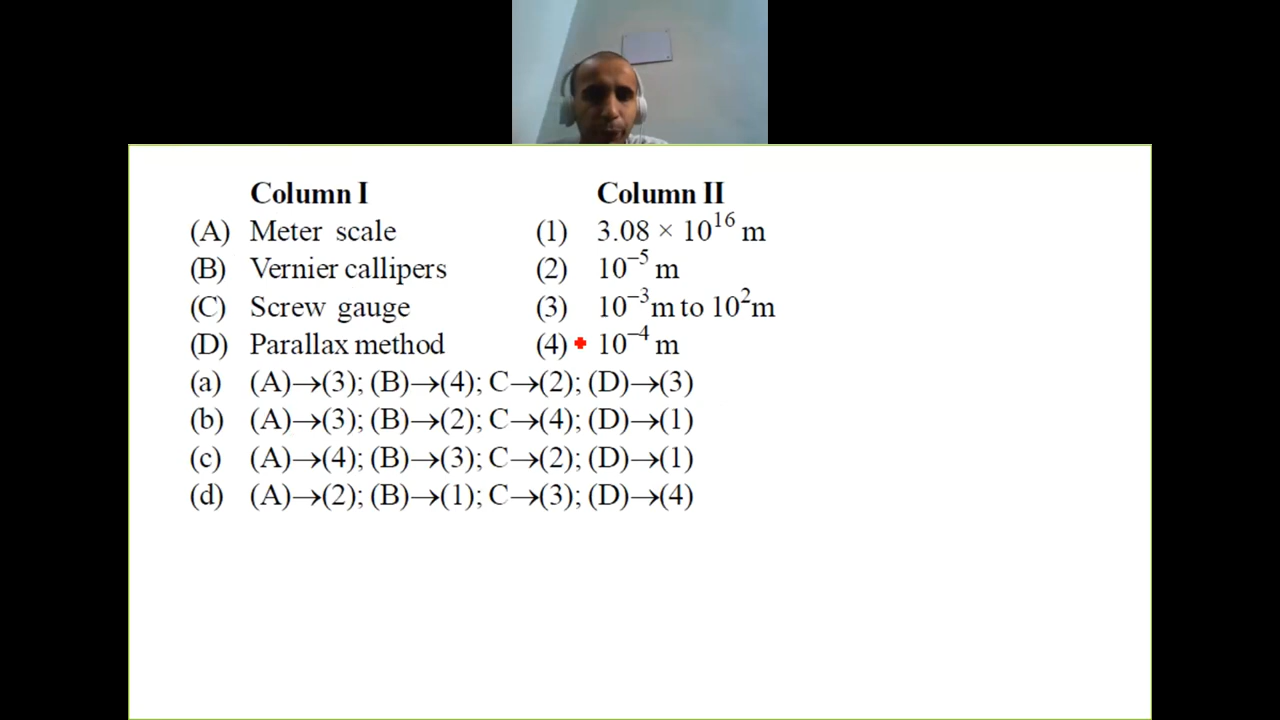 Column I Column II
(A) Meter scale (1) 3.08 × 10¹⁶ m
(B) Vernier callipers (2) 10⁻⁵ m
(C) Screw gauge (3) 10⁻³m to 10²m
(D) Parallax method (4) 10⁻⁴ m
(a) (A)→(3); (B)→(4); C→(2); (D)→(3)
(b) (A)→(3); (B)→(2); C→(4); (D)→(1)
(c) (A)→(4); (B)→(3); C→(2); (D)→(1)
(d) (A)→(2); (B)→(1); C→(3); (D)→(4)